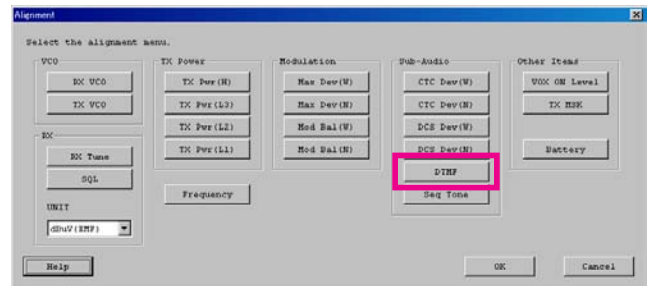 Alignment
Select the alignment menu.
VCO
RX VCO
TX VCO
RX
RX Tune
SQL
UNIT
dBuV(EMF)
TX Power
TX Pwr(H)
TX Pwr(L3)
TX Pwr(L2)
TX Pwr(L1)
Frequency
Modulation
Max Dev(W)
Max Dev(N)
Mod Bal(W)
Mod Bal(N)
Sub-Audio
CTC Dev(W)
CTC Dev(N)
DCS Dev(W)
DCS Dev(N)
DTMF
Seq Tone
Other Items
VOX ON Level
TX MSK
Battery
Help
OK
Cancel